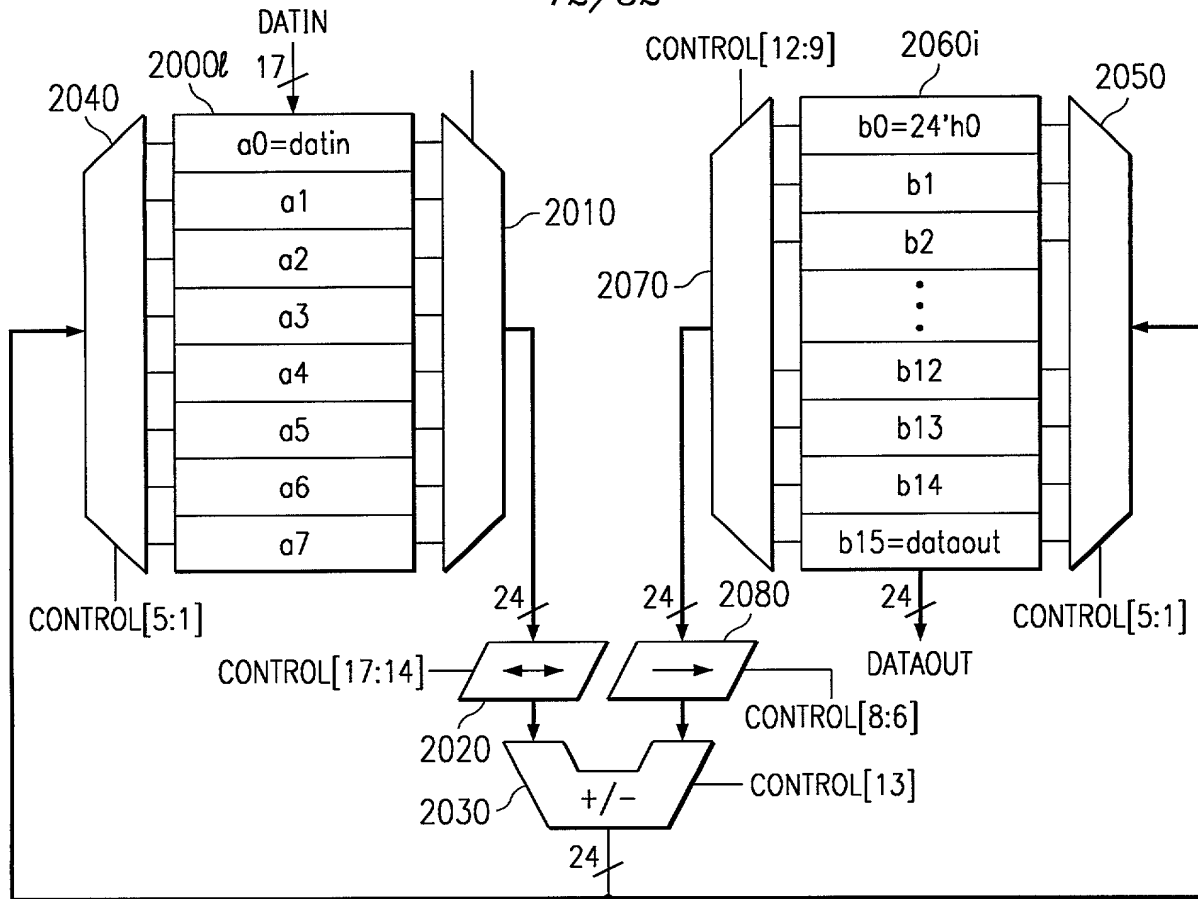 DATIN
17
2000ℓ
2040
a0=datin
a1
a2
a3
a4
a5
a6
a7
2010
CONTROL[5:1]
CONTROL[12:9]
2060i
2050
b0=24'h0
b1
b2
2070
b12
b13
b14
b15=dataout
24
DATAOUT
CONTROL[5:1]
24
24
2080
CONTROL[17:14]
2020
CONTROL[8:6]
2030
+/-
CONTROL[13]
24